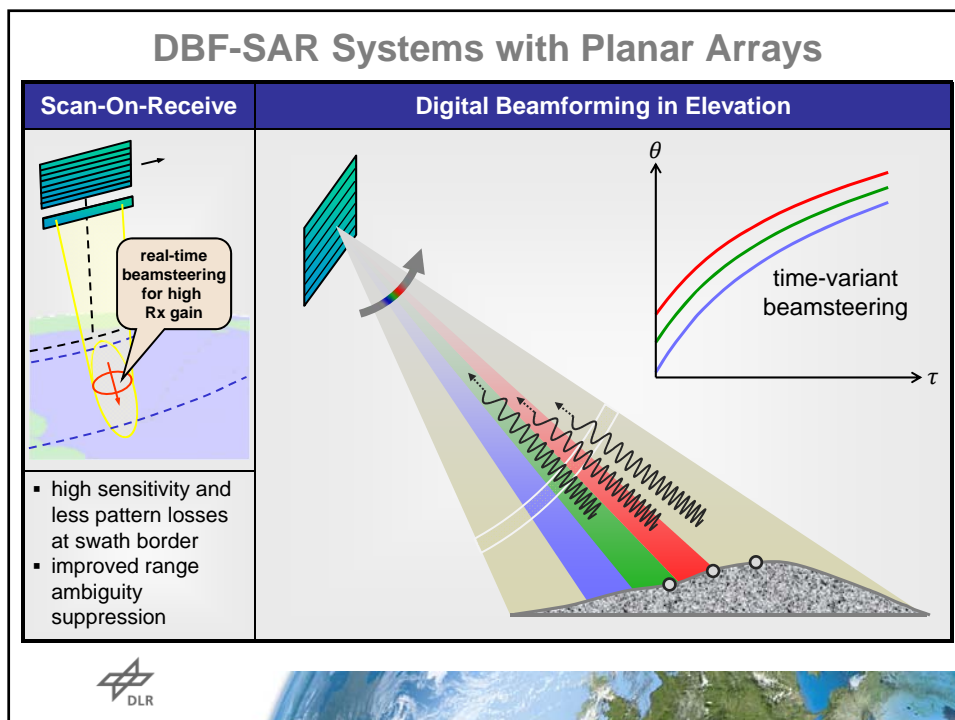 DBF-SAR Systems with Planar Arrays
Scan-On-Receive
Digital Beamforming in Elevation
real-time
beamsteering
for high
Rx gain
θ
time-variant
beamsteering
τ
▪ high sensitivity and
less pattern losses
at swath border
▪ improved range
ambiguity
suppression
DLR